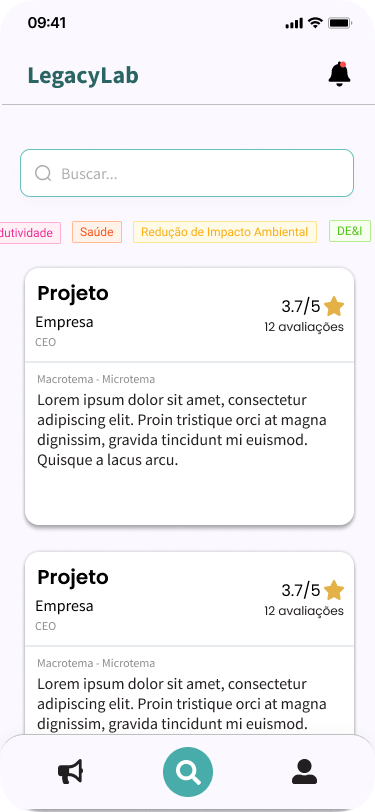 09:41
LegacyLab
Buscar...
Saúde
Redução de Impacto Ambiental
DE&I
Projeto
3.7/5
Empresa
12 avaliações
CEO
Macrotema - Microtema
Lorem ipsum dolor sit amet, consectetur
adipiscing elit. Proin tristique orci at magna
dignissim, gravida tincidunt mi euismod.
Quisque a lacus arcu.
Projeto
3.7/5
Empresa
12 avaliações
CEO
Macrotema - Microtema
Lorem ipsum dolor sit amet, consectetur
adipiscing elit. Proin tristique orci at magna
dignissim, gravida tincidunt mi euismod.